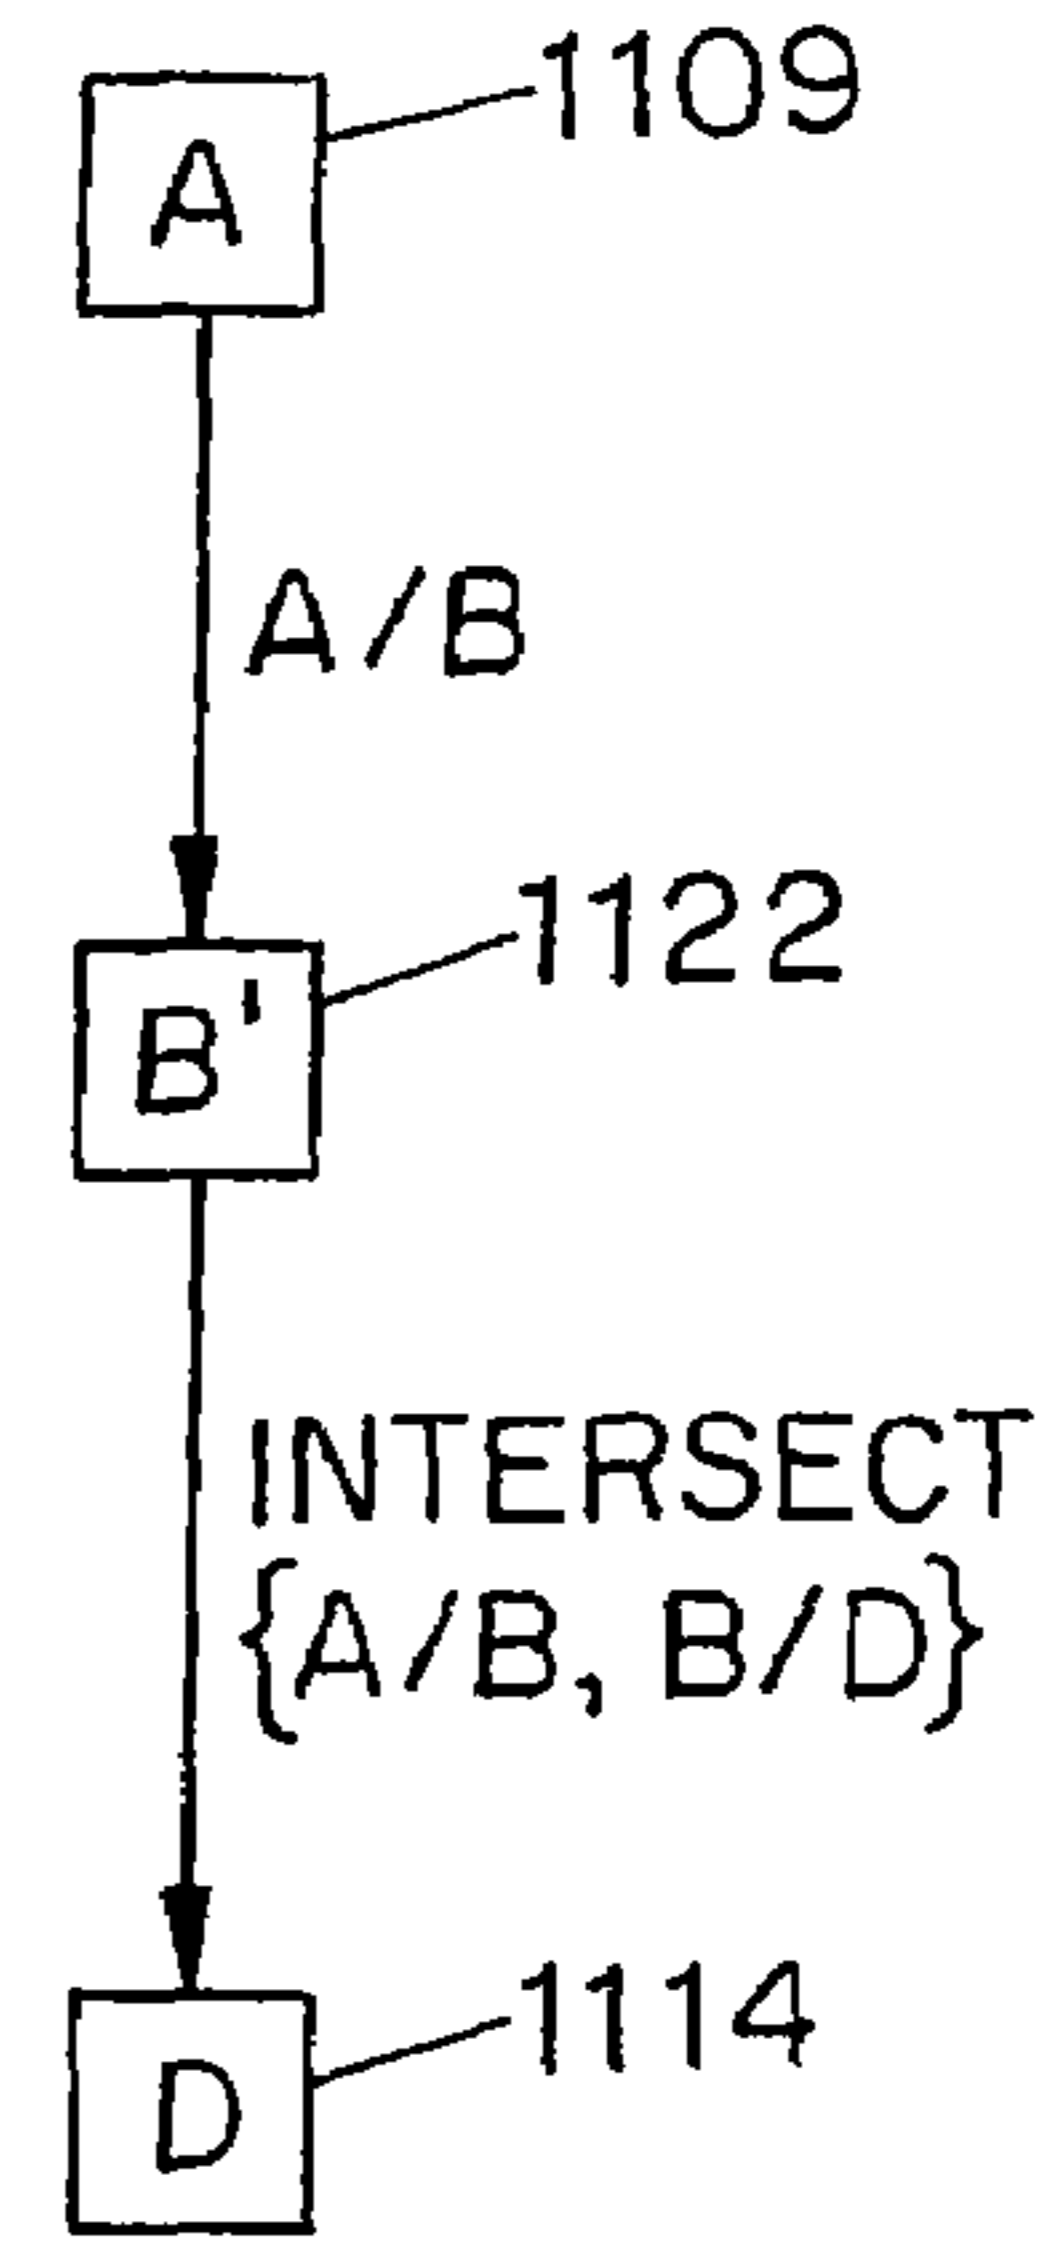 1109
A
A/B
1122
B'
INTERSECT
{A/B, B/D}
1114
D